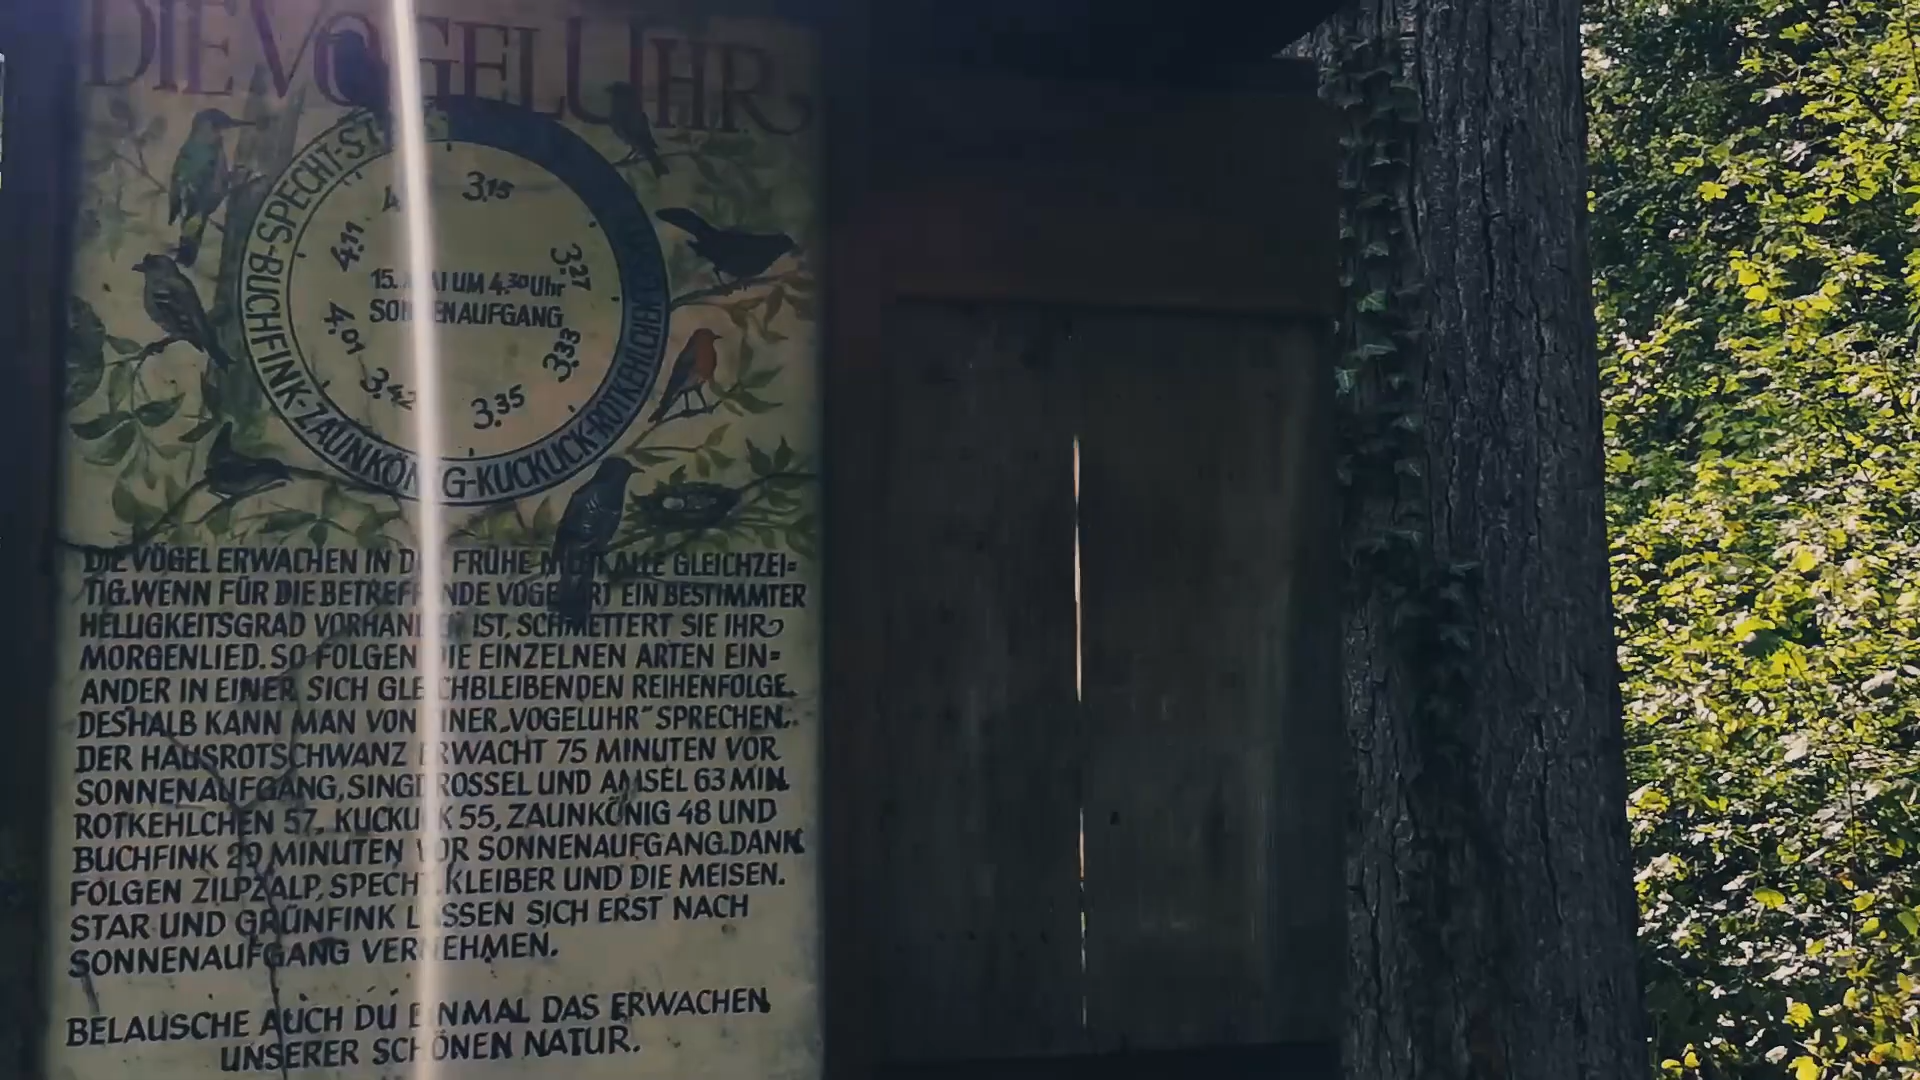 DIE VOGELUHR
BUCHFINK-ZAUNKÖNIG-KUCKUCK-ROTKEHLCHEN
BU-SPECHT-ST
3.15
3.27
3.33
3.35
3.42
4.01
4.11
15. MAI UM 4.30 Uhr
SONNENAUFGANG
DIE VÖGEL ERWACHEN IN DER FRÜHE NICHT ALLE GLEICHZEI=
TIG. WENN FÜR DIE BETREFFENDE VOGELART EIN BESTIMMTER
HELLIGKEITSGRAD VORHANDEN IST, SCHMETTERT SIE IHR
MORGENLIED. SO FOLGEN DIE EINZELNEN ARTEN EIN=
ANDER IN EINER SICH GLEICHBLEIBENDEN REIHENFOLGE.
DESHALB KANN MAN VON EINER „VOGELUHR“ SPRECHEN.
DER HAUSROTSCHWANZ ERWACHT 75 MINUTEN VOR
SONNENAUFGANG, SINGDROSSEL UND AMSEL 63 MIN.
ROTKEHLCHEN 57, KUCKUCK 55, ZAUNKÖNIG 48 UND
BUCHFINK 29 MINUTEN VOR SONNENAUFGANG. DANN
FOLGEN ZILPZALP, SPECHT, KLEIBER UND DIE MEISEN.
STAR UND GRÜNFINK LASSEN SICH ERST NACH
SONNENAUFGANG VERNEHMEN.
BELAUSCHE AUCH DU EINMAL DAS ERWACHEN
UNSERER SCHÖNEN NATUR.